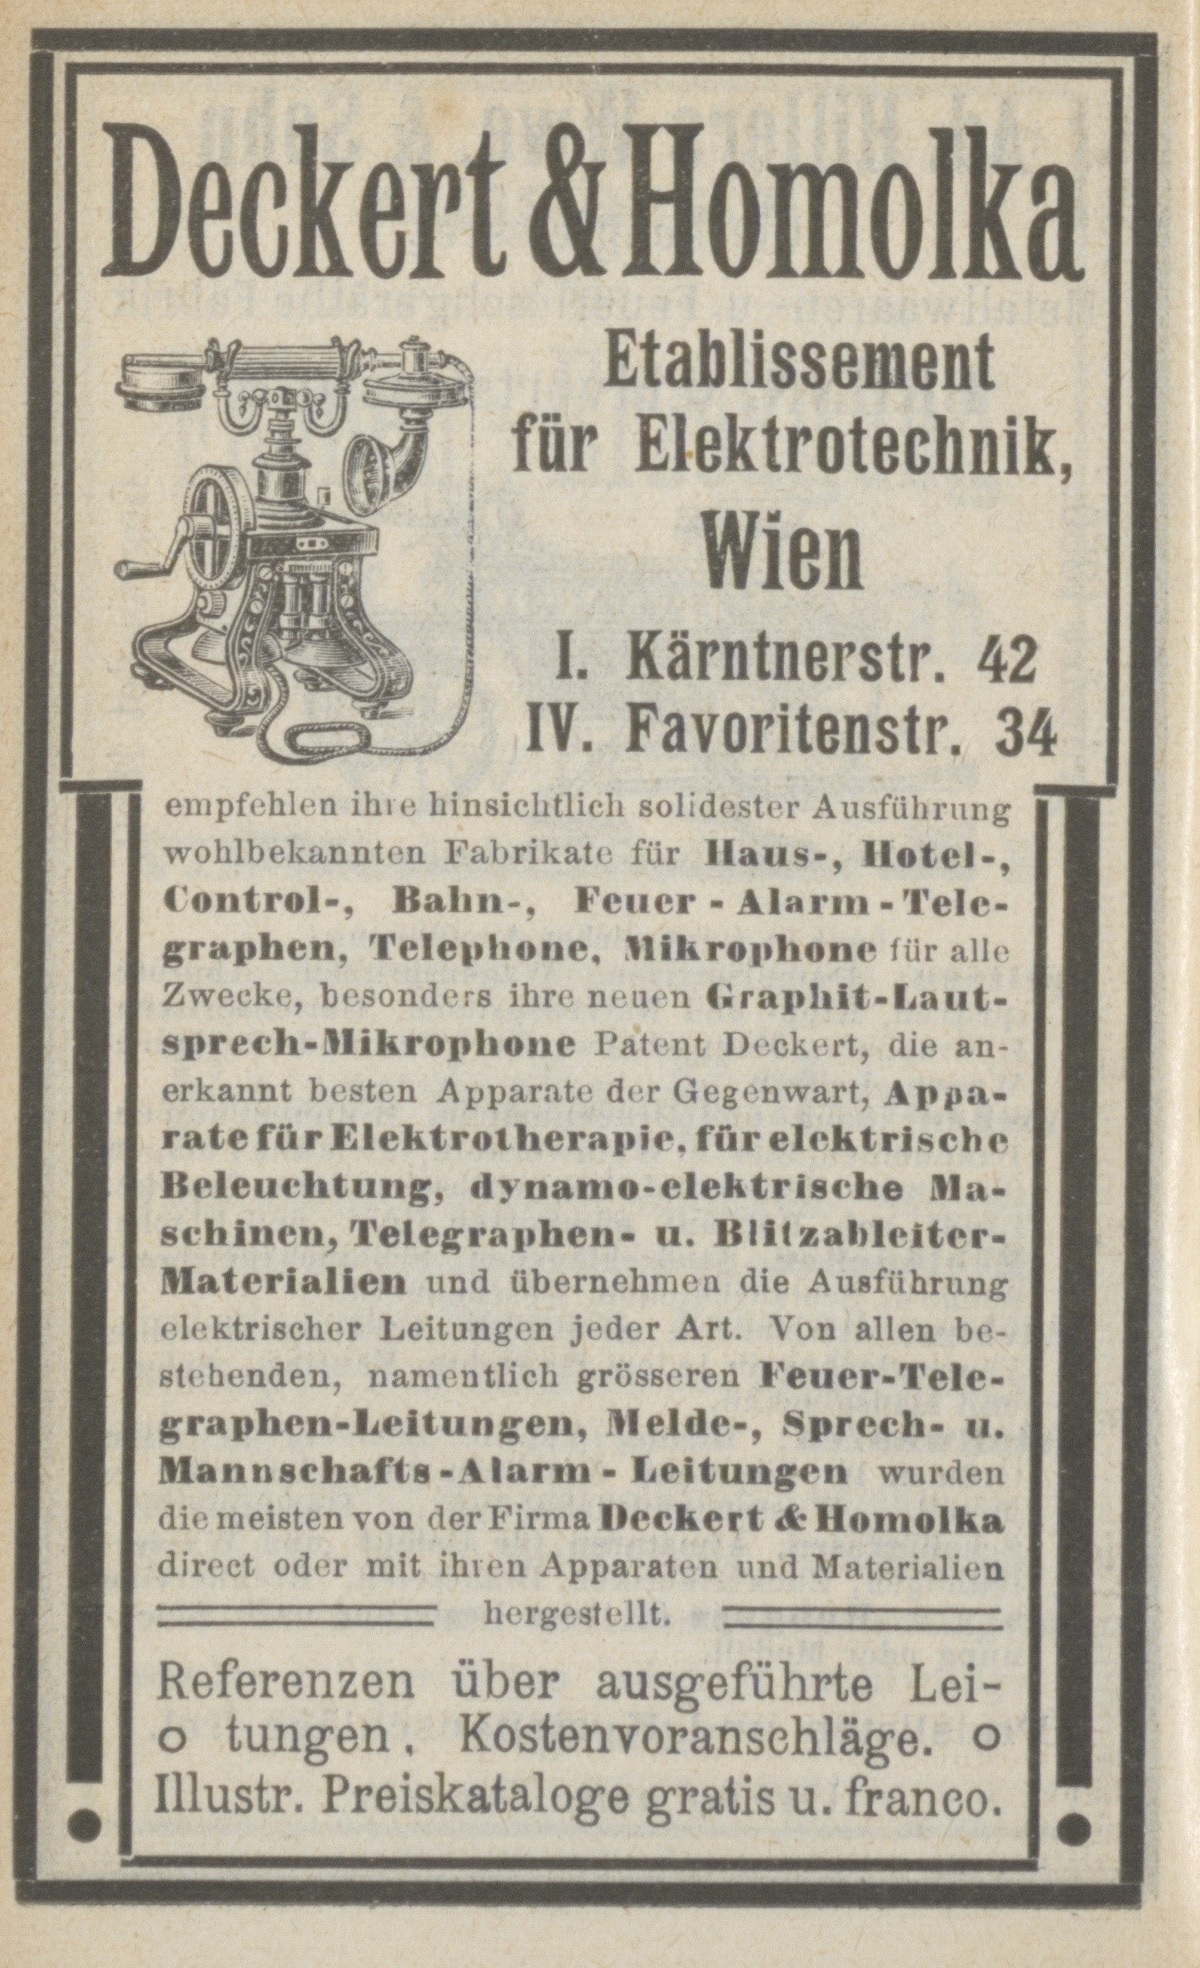 Deckert & Homolka
Etablissement
für Elektrotechnik,
Wien
I. Kärntnerstr. 42
IV. Favoritenstr. 34
empfehlen ihre hinsichtlich solidester Ausführung
wohlbekannten Fabrikate für Haus-, Hotel-,
Control-, Bahn-, Feuer-Alarm-Tele-
graphen, Telephone, Mikrophone für alle
Zwecke, besonders ihre neuen Graphit-Laut-
sprech-Mikrophone Patent Deckert, die an-
erkannt besten Apparate der Gegenwart, Appa-
rate für Elektrotherapie, für elektrische
Beleuchtung, dynamo-elektrische Ma-
schinen, Telegraphen- u. Blitzableiter-
Materialien und übernehmen die Ausführung
elektrischer Leitungen jeder Art. Von allen be-
stehenden, namentlich grösseren Feuer-Tele-
graphen-Leitungen, Melde-, Sprech- u.
Mannschafts-Alarm-Leitungen wurden
die meisten von der Firma Deckert & Homolka
direct oder mit ihren Apparaten und Materialien
hergestellt.
Referenzen über ausgeführte Lei-
o tungen. Kostenvoranschläge. o
Illustr. Preiskataloge gratis u. franco.